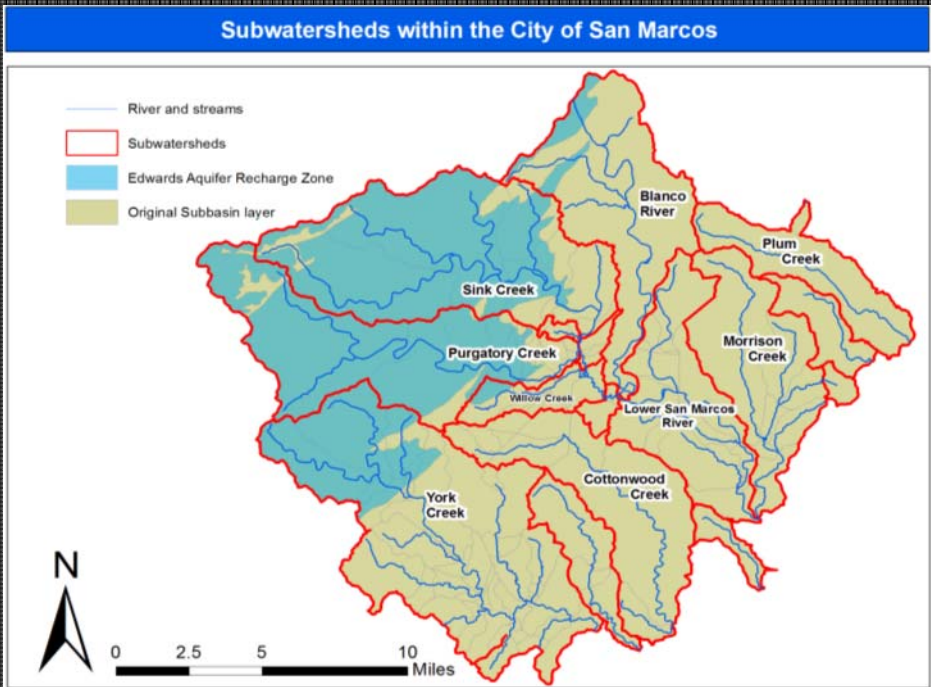 Subwatersheds within the City of San Marcos
River and streams
Subwatersheds
Edwards Aquifer Recharge Zone
Original Subbasin layer
Blanco
River
Plum
Creek
Sink Creek
Morrison
Creek
Purgatory Creek
Willow Creek
Lower San Marcos
River
Cottonwood
Creek
York
Creek
N
0 2.5 5 10
Miles